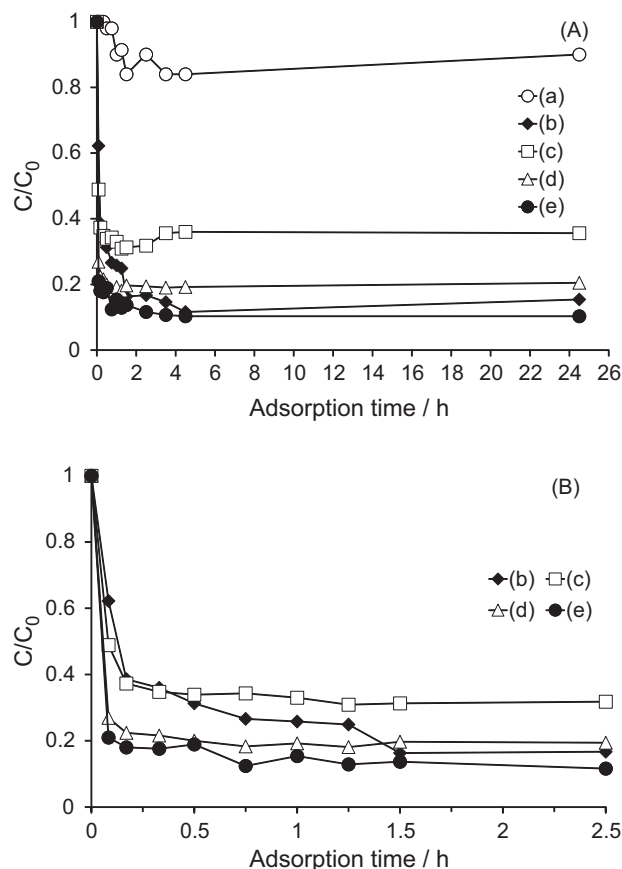 (A)
1
0.8
0.6
0.4
0.2
0
C/C0
(a)
(b)
(c)
(d)
(e)
0 2 4 6 8 10 12 14 16 18 20 22 24 26
Adsorption time / h
(B)
1
0.8
0.6
0.4
0.2
0
C/C0
(b) (c)
(d) (e)
0 0.5 1 1.5 2 2.5
Adsorption time / h